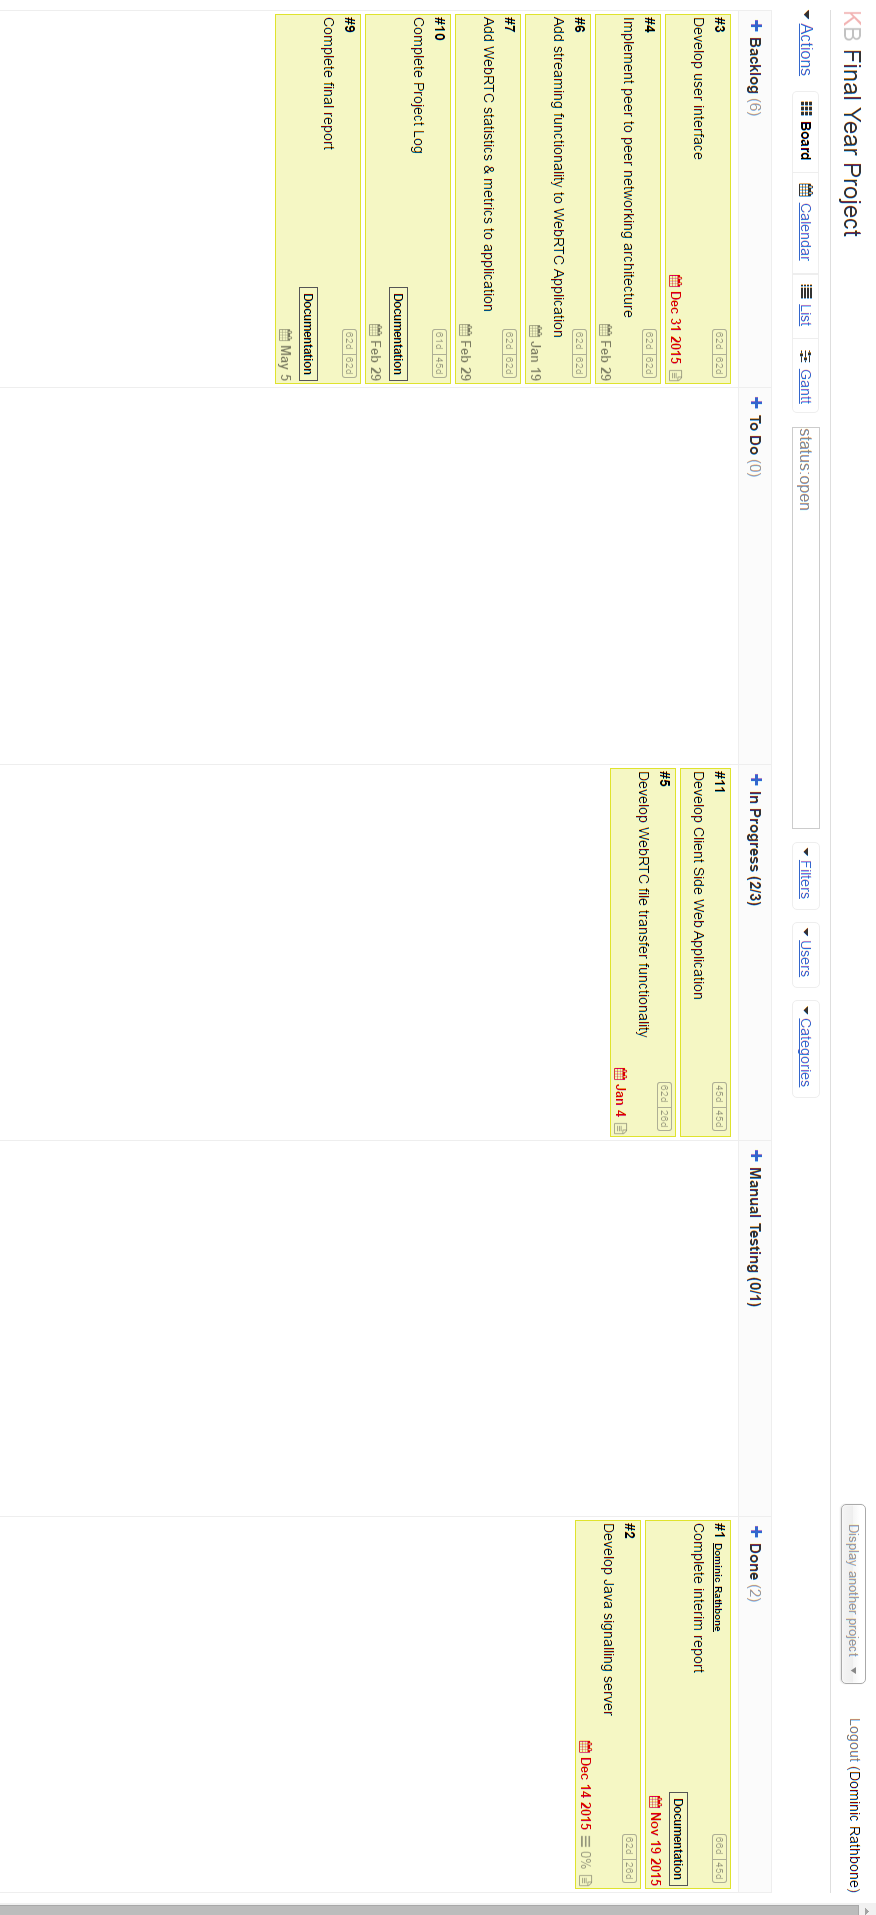 KB Final Year Project
Display another project
Logout (Dominic Rathbone)
Actions
Board
Calendar
List
Gantt
status:open
Filters
Users
Categories
+ Backlog (6)
#3
62d 62d
Develop user interface
Dec 31 2015
#4
62d 62d
Implement peer to peer networking architecture
Feb 29
#6
62d 62d
Add streaming functionality to WebRTC Application
Jan 19
#7
62d 62d
Add WebRTC statistics & metrics to application
Feb 29
#10
61d 45d
Complete Project Log
Documentation
Feb 29
#9
62d 62d
Complete final report
Documentation
May 5
+ To Do (0)
+ In Progress (2/3)
#11
45d 45d
Develop Client Side Web Application
#5
62d 26d
Develop WebRTC file transfer functionality
Jan 4
+ Manual Testing (0/1)
+ Done (2)
#1 Dominic Rathbone
66d 45d
Complete interim report
Documentation
Nov 19 2015
#2
62d 26d
Develop Java signalling server
Dec 14 2015 0%